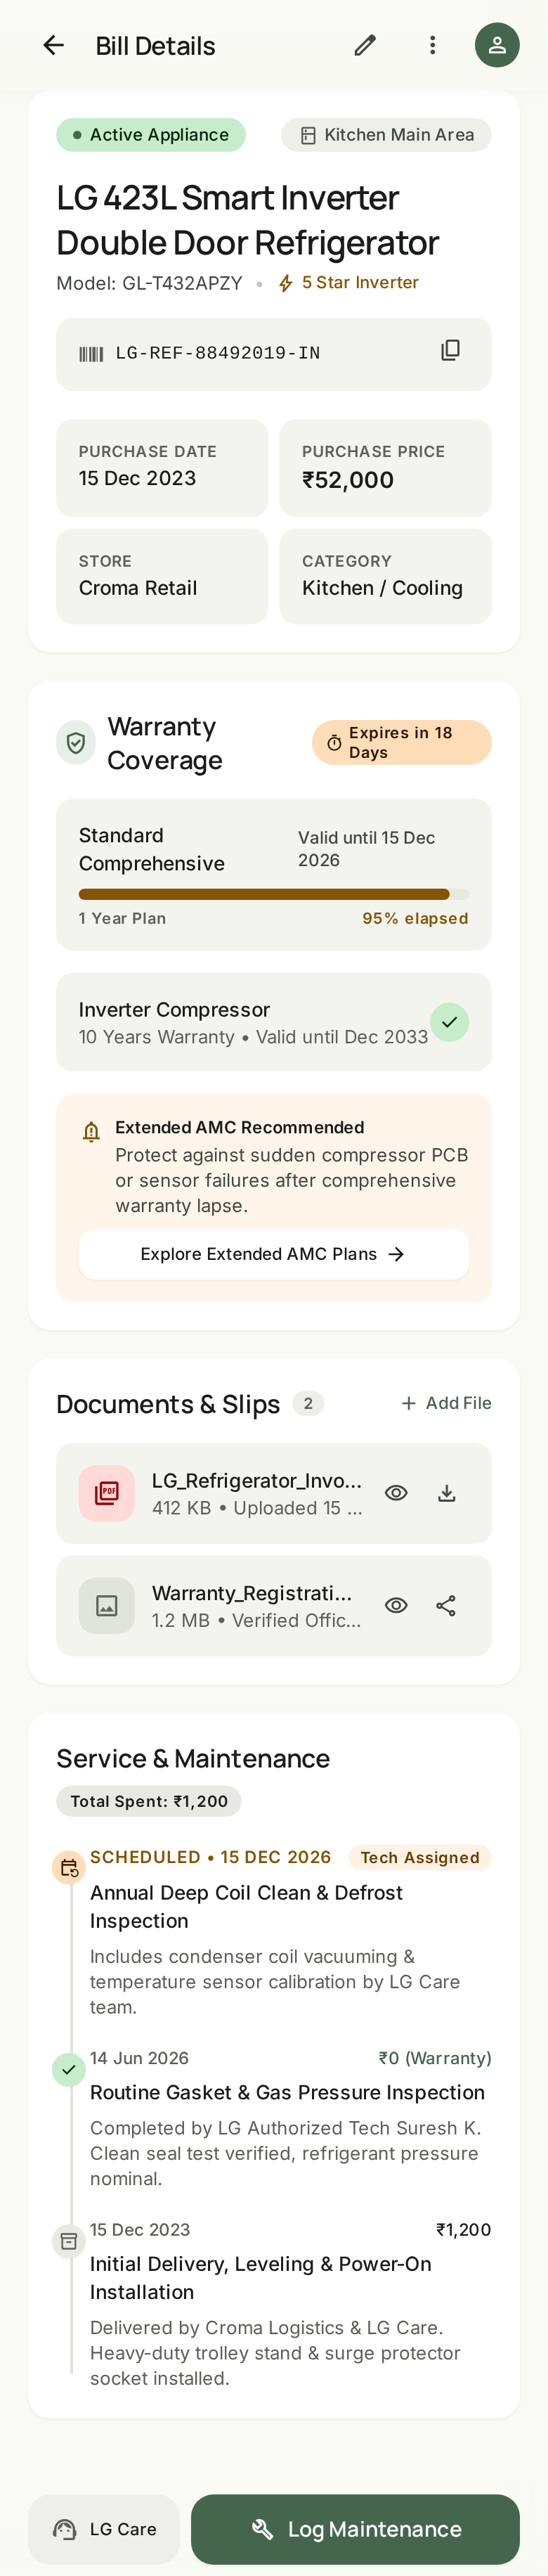 Bill Details
Active Appliance
Kitchen Main Area
LG 423L Smart Inverter
Double Door Refrigerator
Model: GL-T432APZY • 5 Star Inverter
LG-REF-88492019-IN
PURCHASE DATE
15 Dec 2023
PURCHASE PRICE
₹52,000
STORE
Croma Retail
CATEGORY
Kitchen / Cooling
Warranty
Coverage
Expires in 18
Days
Standard
Comprehensive
Valid until 15 Dec
2026
1 Year Plan
95% elapsed
Inverter Compressor
10 Years Warranty • Valid until Dec 2033
Extended AMC Recommended
Protect against sudden compressor PCB
or sensor failures after comprehensive
warranty lapse.
Explore Extended AMC Plans
Documents & Slips
2
Add File
PDF
LG_Refrigerator_Invo...
412 KB • Uploaded 15 ...
Warranty_Registrati...
1.2 MB • Verified Offic...
Service & Maintenance
Total Spent: ₹1,200
SCHEDULED • 15 DEC 2026
Tech Assigned
Annual Deep Coil Clean & Defrost
Inspection
Includes condenser coil vacuuming &
temperature sensor calibration by LG Care
team.
14 Jun 2026
₹0 (Warranty)
Routine Gasket & Gas Pressure Inspection
Completed by LG Authorized Tech Suresh K.
Clean seal test verified, refrigerant pressure
nominal.
15 Dec 2023
₹1,200
Initial Delivery, Leveling & Power-On
Installation
Delivered by Croma Logistics & LG Care.
Heavy-duty trolley stand & surge protector
socket installed.
LG Care
Log Maintenance